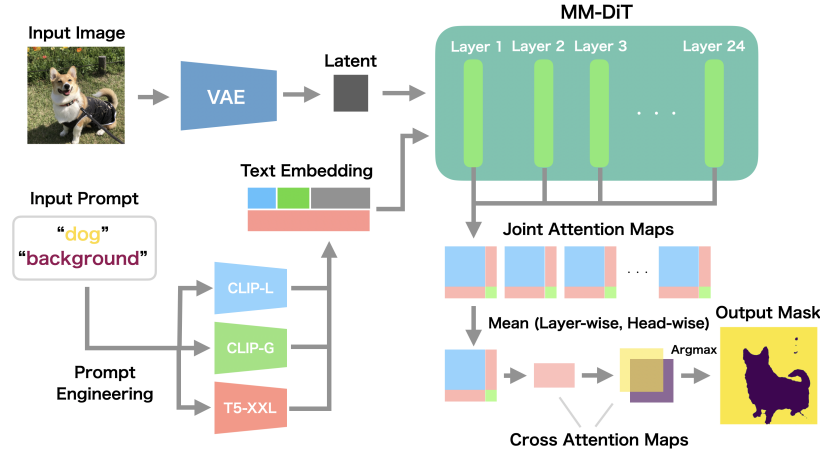 MM-DiT
Input Image
Layer 1
Layer 2
Layer 3
Layer 24
Latent
VAE
. . .
Text Embedding
Input Prompt
“dog”
“background”
Joint Attention Maps
CLIP-L
. . .
Mean (Layer-wise, Head-wise)
Output Mask
CLIP-G
Argmax
Prompt
Engineering
T5-XXL
Cross Attention Maps